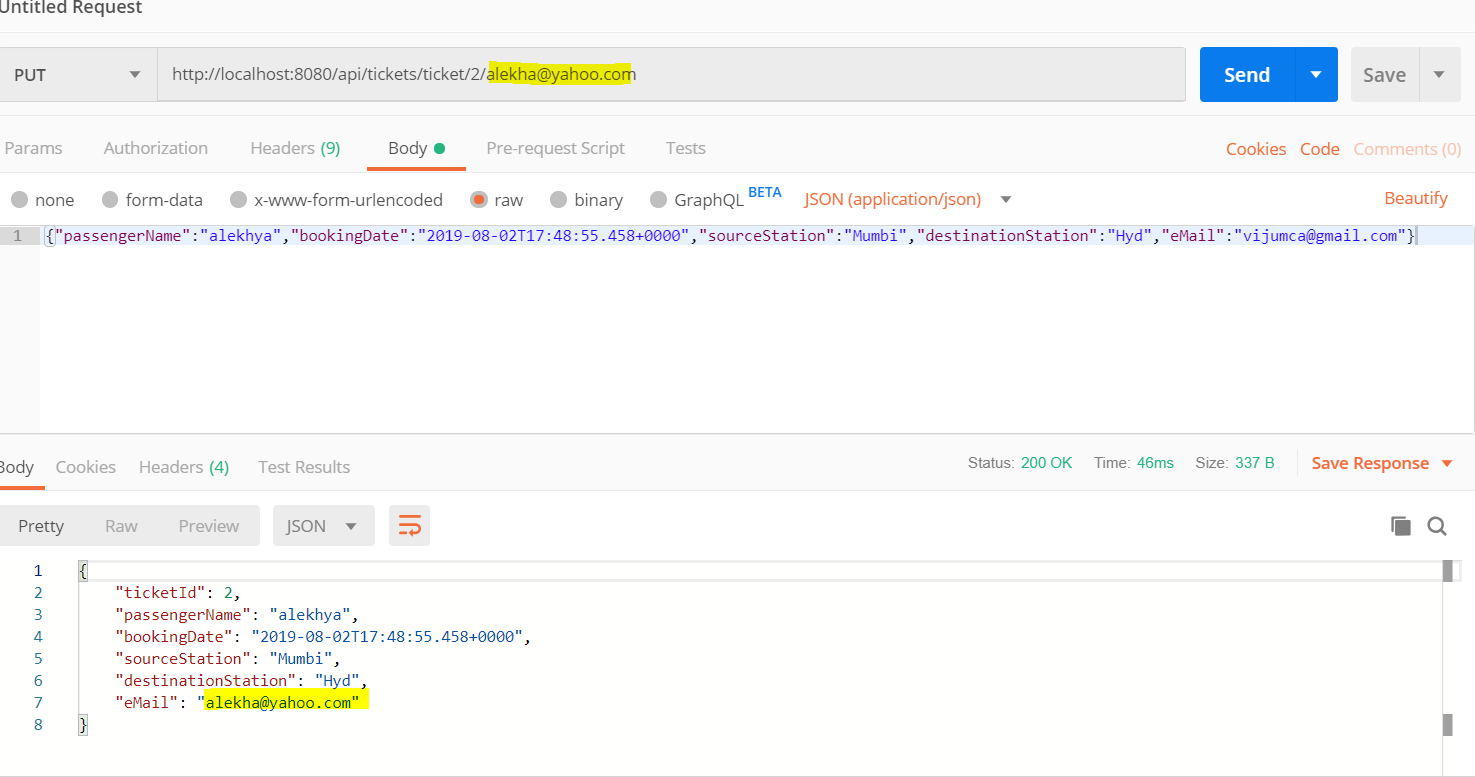 Untitled Request
PUT http://localhost:8080/api/tickets/ticket/2/alekha@yahoo.com Send Save
Params Authorization Headers (9) Body Pre-request Script Tests Cookies Code Comments (0)
none form-data x-www-form-urlencoded raw binary GraphQL BETA JSON (application/json) Beautify
1 {"passengerName":"alekhya","bookingDate":"2019-08-02T17:48:55.458+0000","sourceStation":"Mumbi","destinationStation":"Hyd","eMail":"vijumca@gmail.com"}
Body Cookies Headers (4) Test Results Status: 200 OK Time: 46ms Size: 337 B Save Response
Pretty Raw Preview JSON
1 {
2 "ticketId": 2,
3 "passengerName": "alekhya",
4 "bookingDate": "2019-08-02T17:48:55.458+0000",
5 "sourceStation": "Mumbi",
6 "destinationStation": "Hyd",
7 "eMail": "alekha@yahoo.com"
8 }